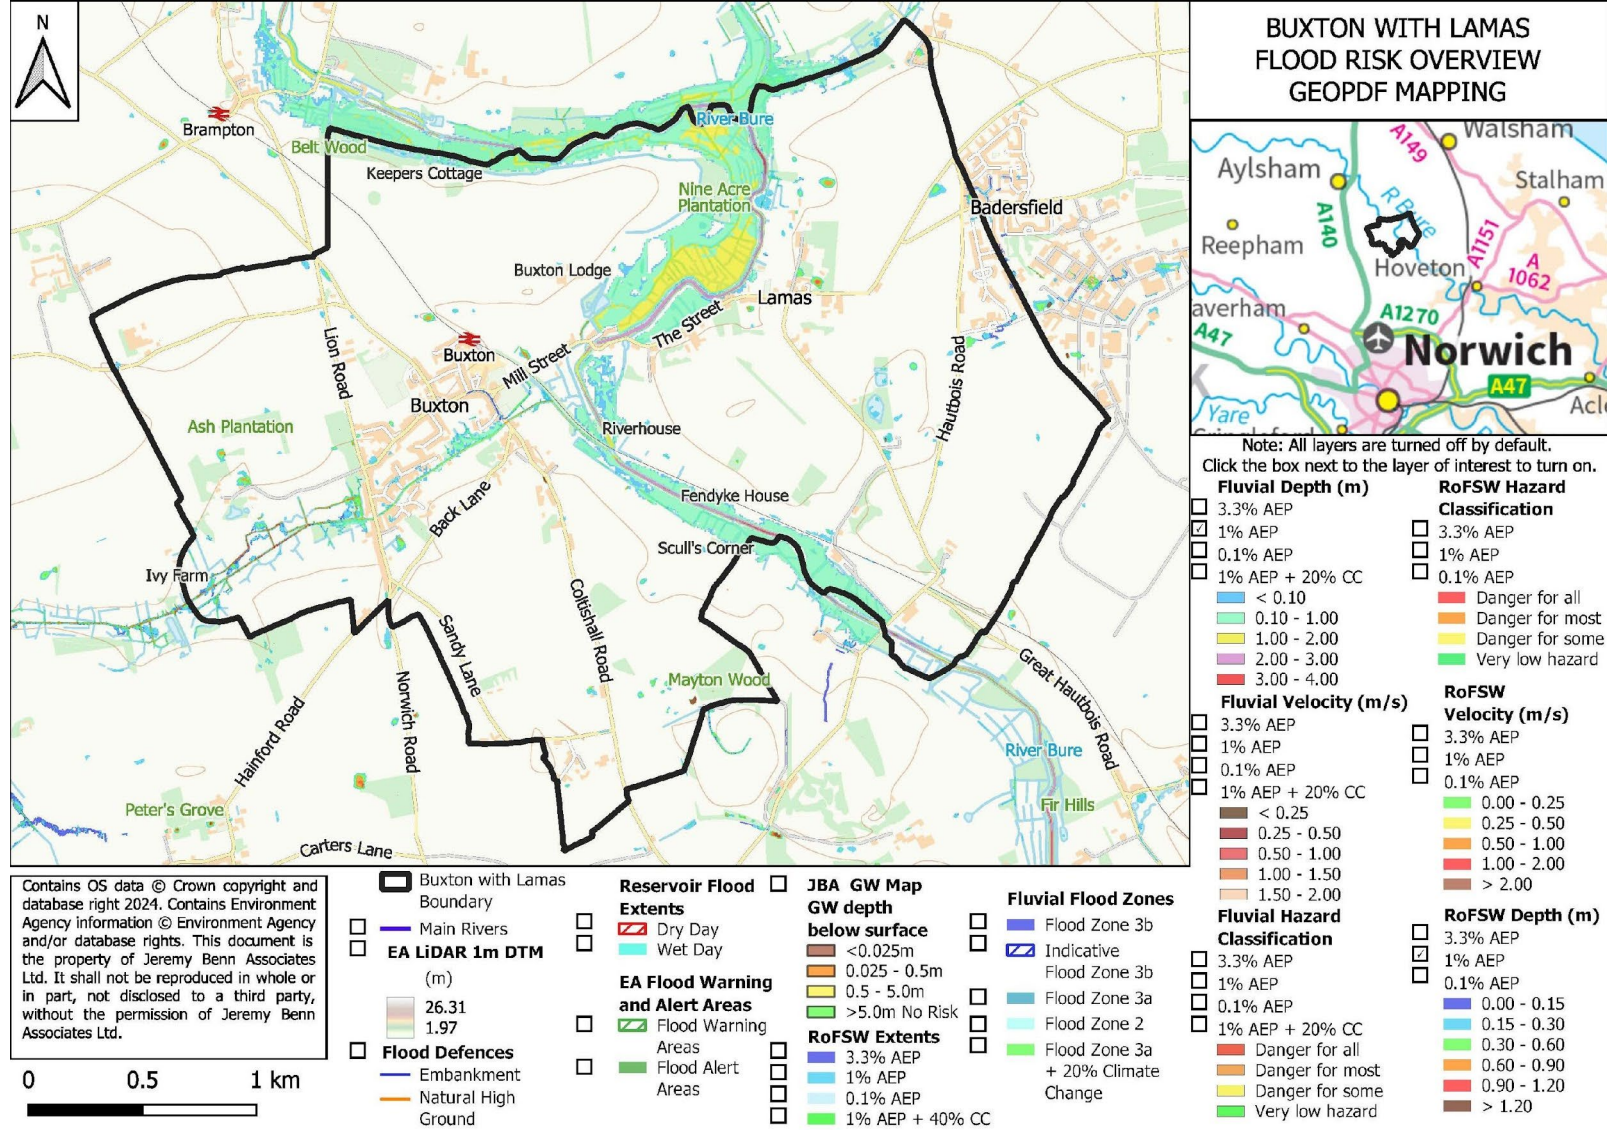 N
Brampton
Belt Wood
Keepers Cottage
River Bure
Nine Acre
Plantation
Badersfield
Buxton Lodge
Lamas
The Street
Lion Road
Buxton
Mill Street
Buxton
Hautbois Road
Ash Plantation
Riverhouse
Back Lane
Fendyke House
Scull's Corner
Ivy Farm
Coltishall Road
Sandy Lane
Mayton Wood
Great Hautbois Road
Norwich Road
Hainford Road
River Bure
Peter's Grove
Fir Hills
Carters Lane
BUXTON WITH LAMAS
FLOOD RISK OVERVIEW
GEOPDF MAPPING
A149
Walsham
Aylsham
Stalham
R Bure
A140
Reepham
A1151
Hoveton
A
1062
averham
A1270
A47
Norwich
A47
Acle
Yare
Note: All layers are turned off by default.
Click the box next to the layer of interest to turn on.
Fluvial Depth (m)
3.3% AEP
1% AEP
0.1% AEP
1% AEP + 20% CC
< 0.10
0.10 - 1.00
1.00 - 2.00
2.00 - 3.00
3.00 - 4.00
Fluvial Velocity (m/s)
3.3% AEP
1% AEP
0.1% AEP
1% AEP + 20% CC
< 0.25
0.25 - 0.50
0.50 - 1.00
1.00 - 1.50
1.50 - 2.00
Fluvial Hazard
Classification
3.3% AEP
1% AEP
0.1% AEP
1% AEP + 20% CC
Danger for all
Danger for most
Danger for some
Very low hazard
RoFSW Hazard
Classification
3.3% AEP
1% AEP
0.1% AEP
Danger for all
Danger for most
Danger for some
Very low hazard
RoFSW
Velocity (m/s)
3.3% AEP
1% AEP
0.1% AEP
0.00 - 0.25
0.25 - 0.50
0.50 - 1.00
1.00 - 2.00
> 2.00
RoFSW Depth (m)
3.3% AEP
1% AEP
0.1% AEP
0.00 - 0.15
0.15 - 0.30
0.30 - 0.60
0.60 - 0.90
0.90 - 1.20
> 1.20
Contains OS data © Crown copyright and
database right 2024. Contains Environment
Agency information © Environment Agency
and/or database rights. This document is
the property of Jeremy Benn Associates
Ltd. It shall not be reproduced in whole or
in part, not disclosed to a third party,
without the permission of Jeremy Benn
Associates Ltd.
0 0.5 1 km
Buxton with Lamas
Boundary
Main Rivers
EA LiDAR 1m DTM
(m)
26.31
1.97
Flood Defences
Embankment
Natural High
Ground
Reservoir Flood
Extents
Dry Day
Wet Day
EA Flood Warning
and Alert Areas
Flood Warning
Areas
Flood Alert
Areas
JBA GW Map
GW depth
below surface
<0.025m
0.025 - 0.5m
0.5 - 5.0m
>5.0m No Risk
RoFSW Extents
3.3% AEP
1% AEP
0.1% AEP
1% AEP + 40% CC
Fluvial Flood Zones
Flood Zone 3b
Indicative
Flood Zone 3b
Flood Zone 3a
Flood Zone 2
Flood Zone 3a
+ 20% Climate
Change